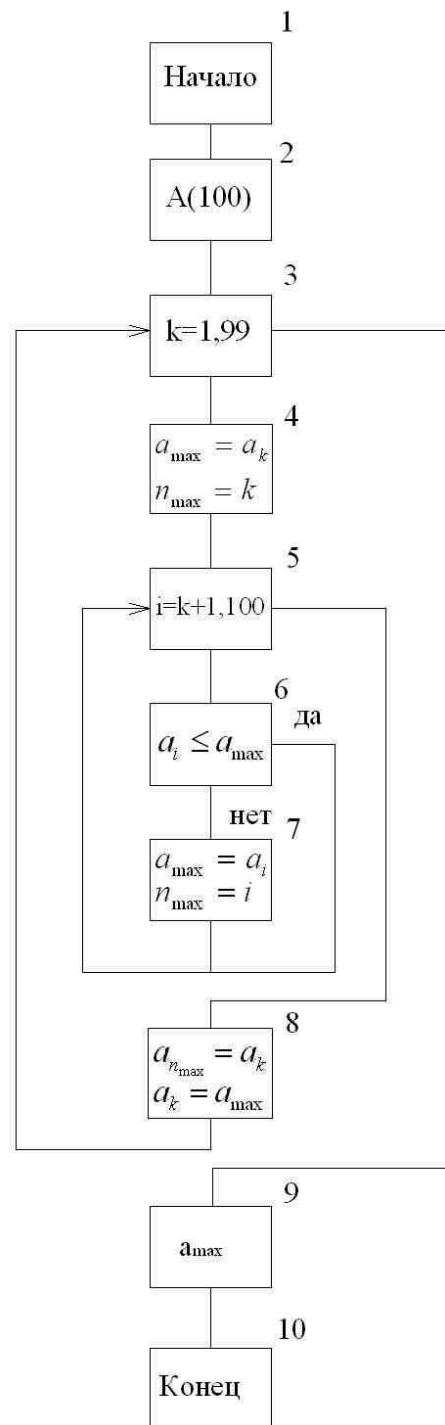 1
Начало
2
A(100)
3
k=1,99
4
a_max = a_k
n_max = k
5
i=k+1,100
6
да
a_i ≤ a_max
нет
7
a_max = a_i
n_max = i
8
a_n_max = a_k
a_k = a_max
9
a_max
10
Конец